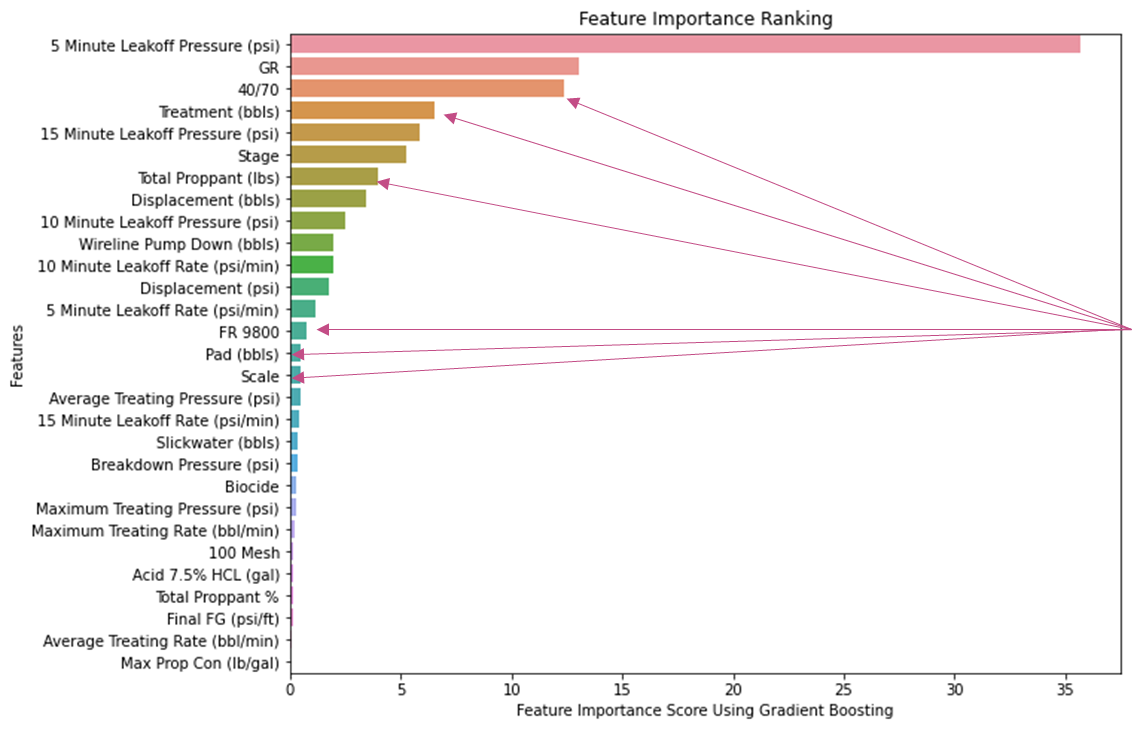 Feature Importance Ranking
5 Minute Leakoff Pressure (psi)
GR
40/70
Treatment (bbls)
15 Minute Leakoff Pressure (psi)
Stage
Total Proppant (lbs)
Displacement (bbls)
10 Minute Leakoff Pressure (psi)
Wireline Pump Down (bbls)
10 Minute Leakoff Rate (psi/min)
Displacement (psi)
5 Minute Leakoff Rate (psi/min)
FR 9800
Pad (bbls)
Scale
Average Treating Pressure (psi)
15 Minute Leakoff Rate (psi/min)
Slickwater (bbls)
Breakdown Pressure (psi)
Biocide
Maximum Treating Pressure (psi)
Maximum Treating Rate (bbl/min)
100 Mesh
Acid 7.5% HCL (gal)
Total Proppant %
Final FG (psi/ft)
Average Treating Rate (bbl/min)
Max Prop Con (lb/gal)
Features
0 5 10 15 20 25 30 35
Feature Importance Score Using Gradient Boosting